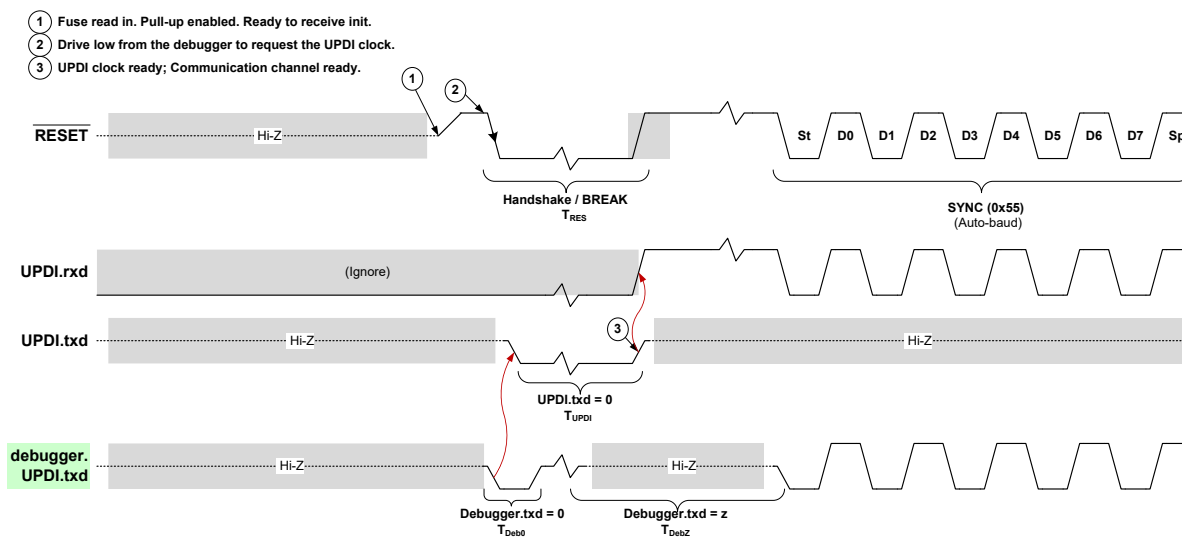 1 Fuse read in. Pull-up enabled. Ready to receive init.
2 Drive low from the debugger to request the UPDI clock.
3 UPDI clock ready; Communication channel ready.
1
2
RESET
Hi-Z
St D0 D1 D2 D3 D4 D5 D6 D7 Sp
Handshake / BREAK
TRES
SYNC (0x55)
(Auto-baud)
UPDI.rxd
(Ignore)
3
UPDI.txd
Hi-Z
Hi-Z
UPDI.txd = 0
TUPDI
debugger.
UPDI.txd
Hi-Z
Hi-Z
Debugger.txd = 0
TDeb0
Debugger.txd = z
TDebZ